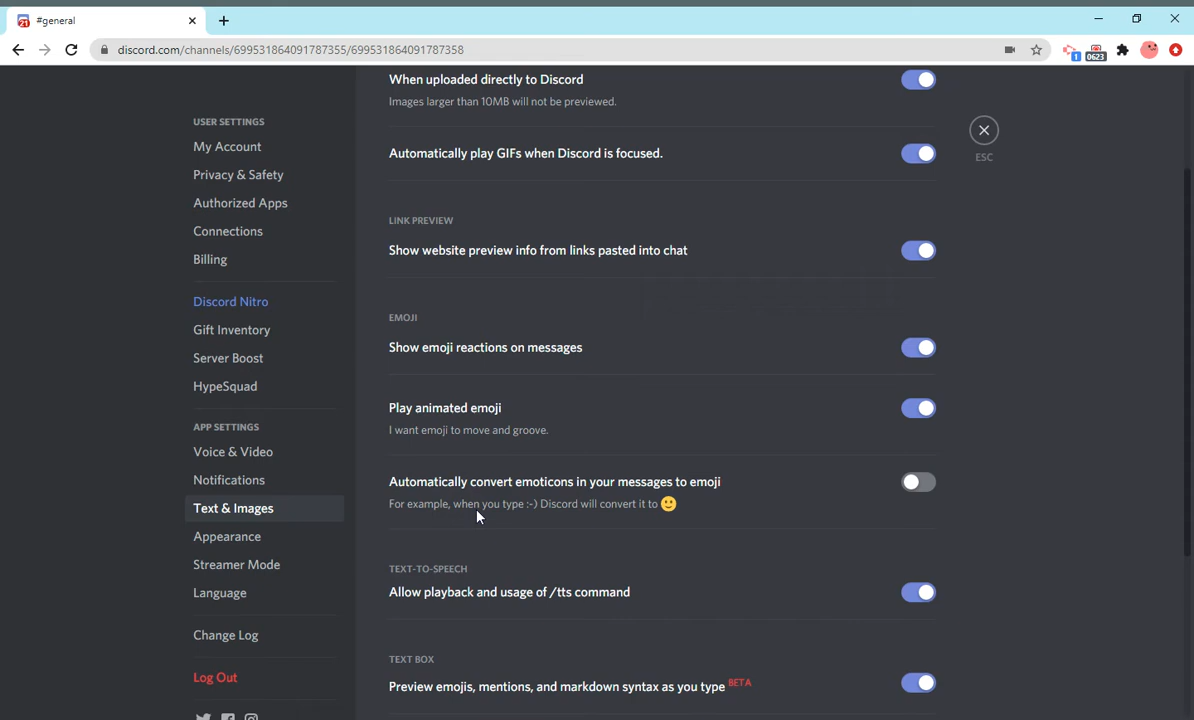 21 #general
discord.com/channels/699531864091787355/699531864091787358
1
0623
USER SETTINGS
My Account
Privacy & Safety
Authorized Apps
Connections
Billing
Discord Nitro
Gift Inventory
Server Boost
HypeSquad
APP SETTINGS
Voice & Video
Notifications
Text & Images
Appearance
Streamer Mode
Language
Change Log
Log Out
When uploaded directly to Discord
Images larger than 10MB will not be previewed.
Automatically play GIFs when Discord is focused.
LINK PREVIEW
Show website preview info from links pasted into chat
EMOJI
Show emoji reactions on messages
Play animated emoji
I want emoji to move and groove.
Automatically convert emoticons in your messages to emoji
For example, when you type :-) Discord will convert it to 🙂
TEXT-TO-SPEECH
Allow playback and usage of /tts command
TEXT BOX
Preview emojis, mentions, and markdown syntax as you type BETA
ESC